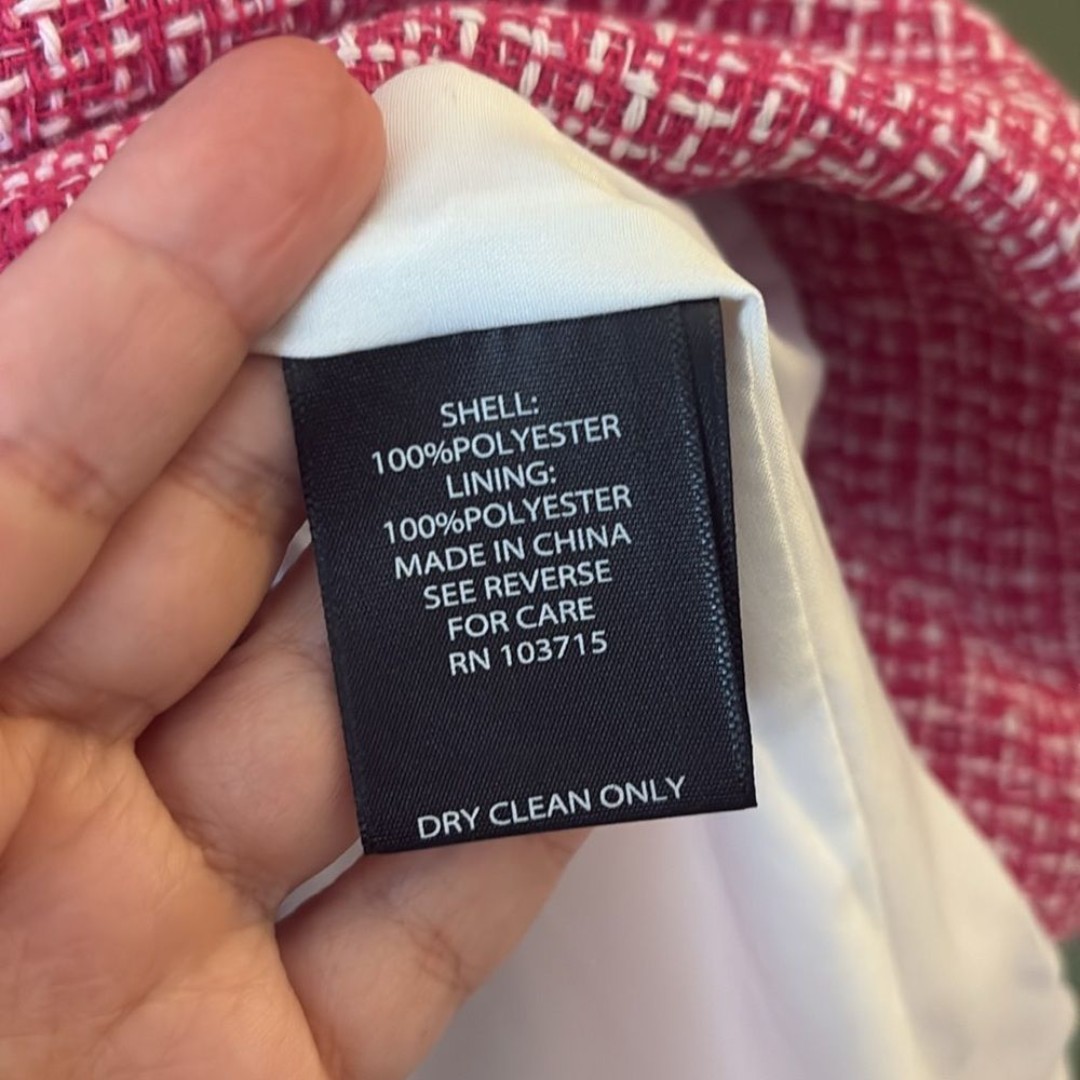 SHELL:
100%POLYESTER
LINING:
100%POLYESTER
MADE IN CHINA
SEE REVERSE
FOR CARE
RN 103715
DRY CLEAN ONLY